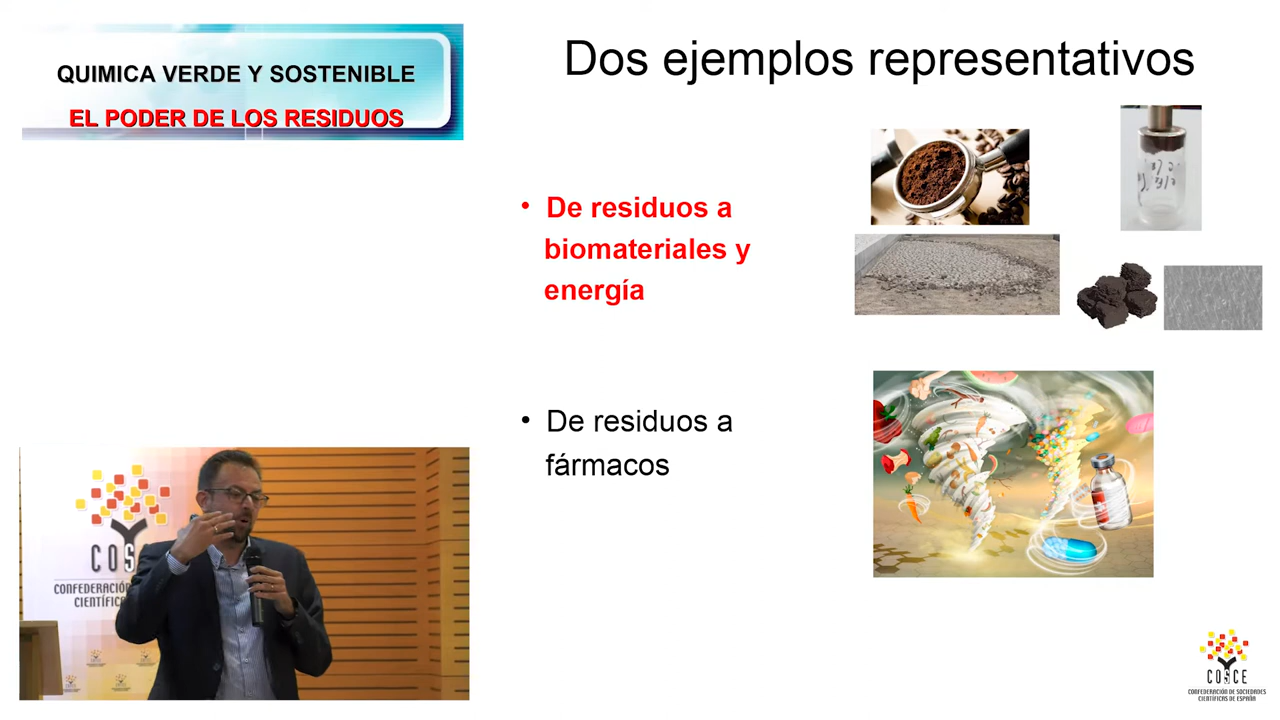 QUIMICA VERDE Y SOSTENIBLE
EL PODER DE LOS RESIDUOS
Dos ejemplos representativos
• De residuos a
biomateriales y
energía
• De residuos a
fármacos
COSCE
CONFEDERACIÓN
CIENTÍFICA
COSCE
CONFEDERACIÓN DE SOCIEDADES
CIENTÍFICAS DE ESPAÑA